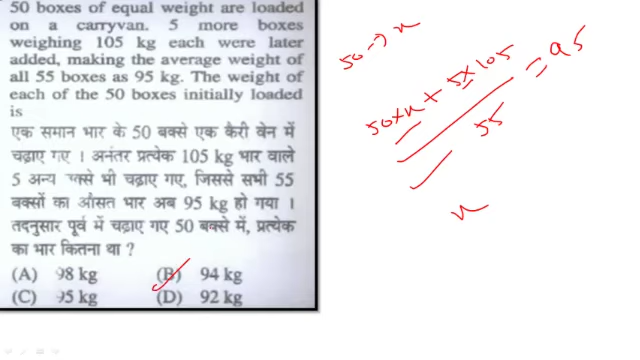 50 boxes of equal weight are loaded
on a carryvan. 5 more boxes
weighing 105 kg each were later
added, making the average weight of
all 55 boxes as 95 kg. The weight of
each of the 50 boxes initially loaded
is
एक समान भार के 50 बक्से एक कैरी वेन में
चढ़ाए गए । अनंतर प्रत्येक 105 kg भार वाले
5 अन्य बक्से भी चढ़ाए गए, जिससे सभी 55
बक्सों का औसत भार अब 95 kg हो गया ।
तदनुसार पूर्व में चढ़ाए गए 50 बक्से में, प्रत्येक
का भार कितना था ?
(A) 98 kg (B) 94 kg
(C) 95 kg (D) 92 kg
50 → x
50 × x + 5 × 105
55
= 95
x